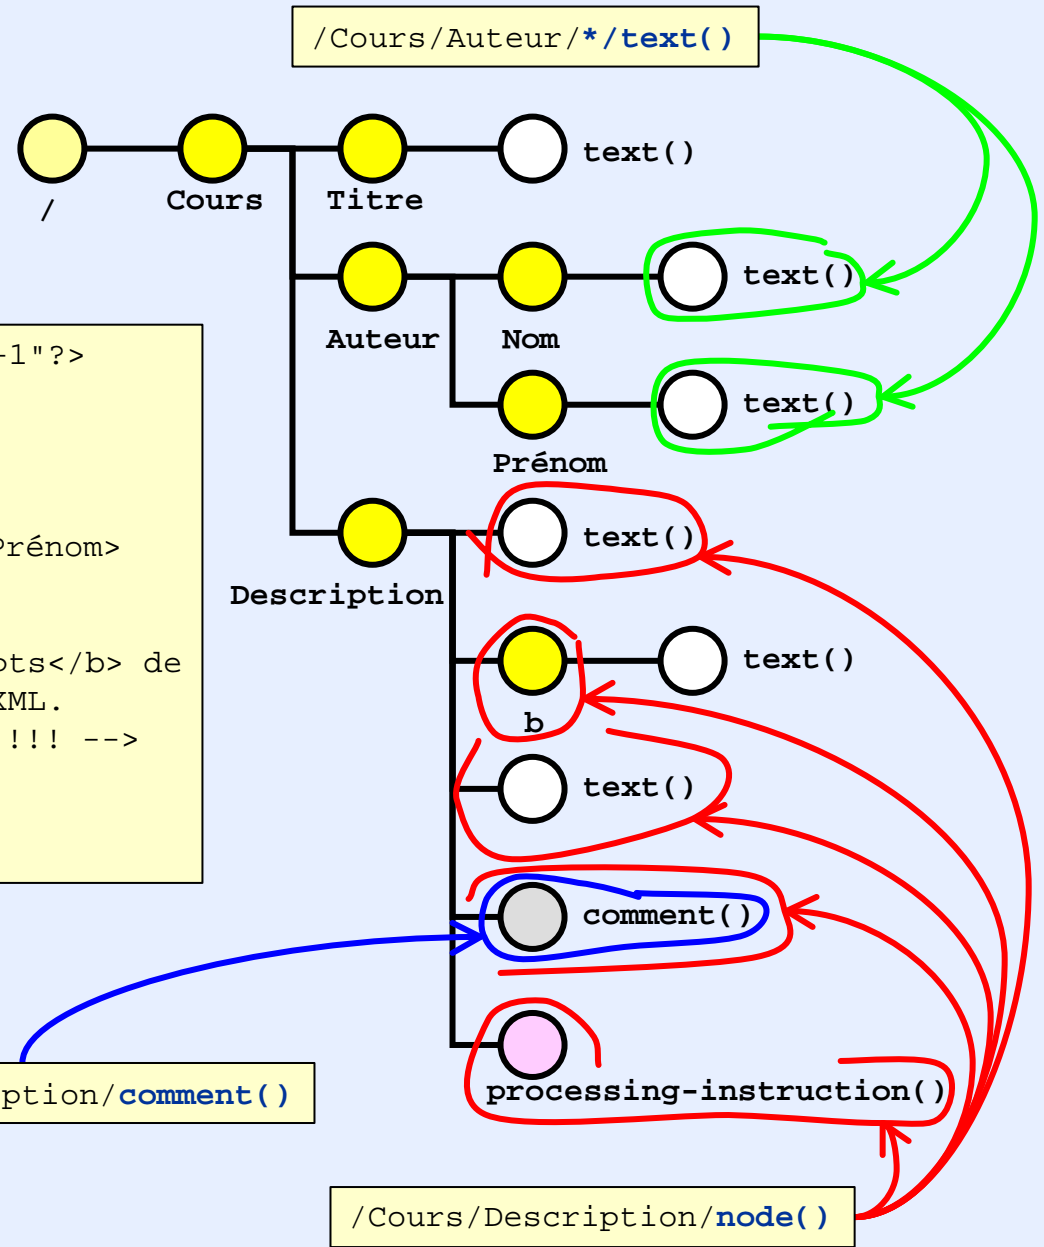 /Cours/Auteur/*/text()
text()
/
Cours
Titre
text()
Auteur
Nom
text()
Prénom
-1"?>
Prénom>
ots</b> de
XML.
!!! -->
text()
Description
text()
b
text()
comment()
processing-instruction()
ption/comment()
/Cours/Description/node()